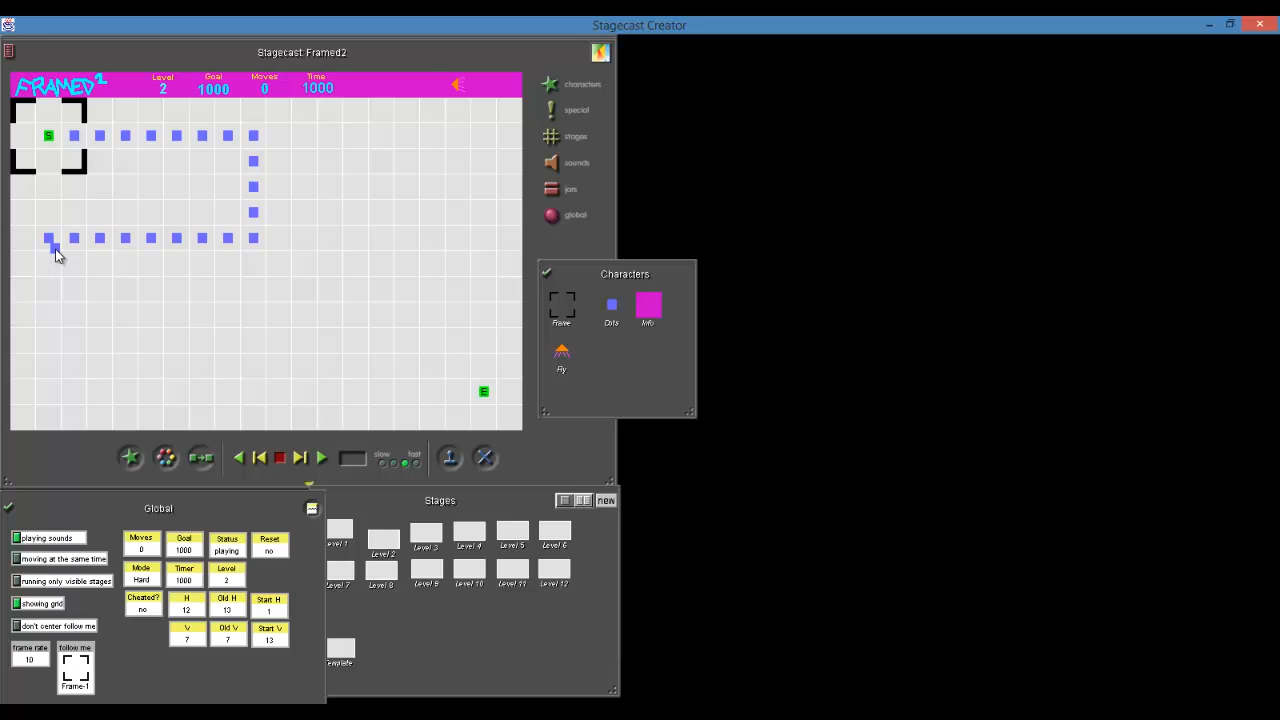 Stagecast Creator
Stagecast: Framed2
FRAMED 2
Level
2
Goal
1000
Moves
0
Time
1000
S
E
characters
special
stages
sounds
jars
global
Characters
Frame
Dots
Info
Fly
slow
fast
Global
playing sounds
moving at the same time
running only visible stages
showing grid
don't center follow me
frame rate
10
follow me
Frame-1
Moves
0
Goal
1000
Status
playing
Reset
no
Mode
Hard
Timer
1000
Level
2
Cheated?
no
H
12
Old H
13
Start H
1
V
7
Old V
7
Start V
13
Stages
new
evel 1
Level 2
Level 3
Level 4
Level 5
Level 6
evel 7
Level 8
Level 9
Level 10
Level 11
Level 12
Template